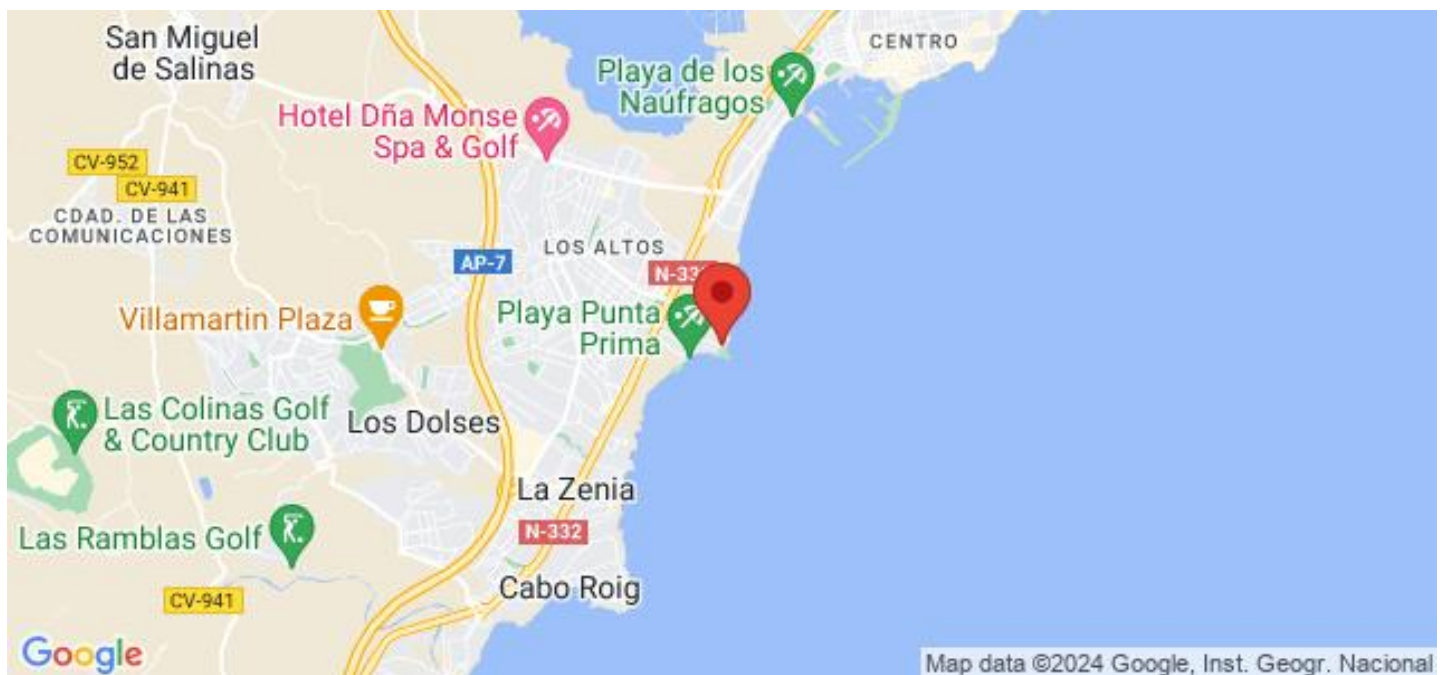 San Miguel
de Salinas
CENTRO
Playa de los
Naúfragos
Hotel Dña Monse
Spa & Golf
CV-952
CV-941
CDAD. DE LAS
COMUNICACIONES
LOS ALTOS
AP-7
Villamartin Plaza
Playa Punta
Prima
Las Colinas Golf
& Country Club
Los Dolses
La Zenia
Las Ramblas Golf
N-332
Cabo Roig
CV-941
Google
Map data ©2024 Google, Inst. Geogr. Nacional